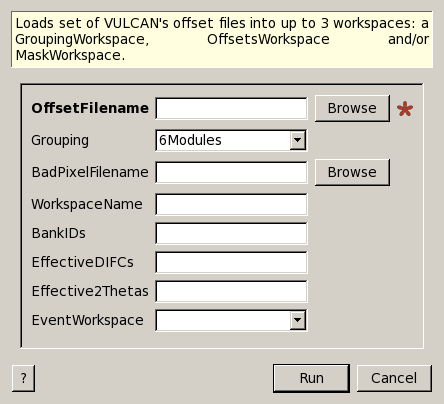 Loads set of VULCAN's offset files into up to 3 workspaces: a
GroupingWorkspace, OffsetsWorkspace and/or
MaskWorkspace.
OffsetFilename Browse *
Grouping 6Modules
BadPixelFilename Browse
WorkspaceName
BankIDs
EffectiveDIFCs
Effective2Thetas
EventWorkspace
? Run Cancel